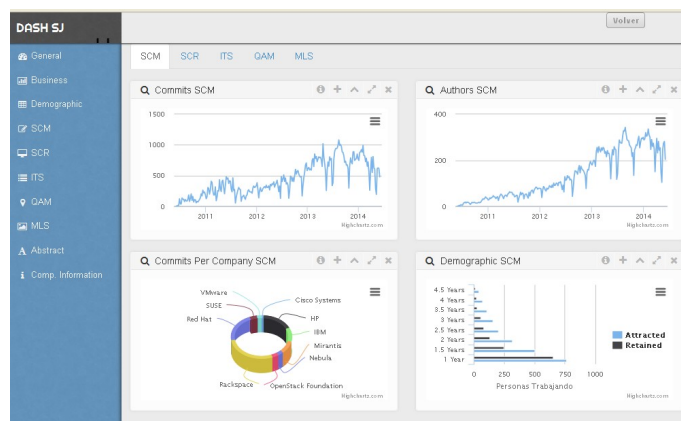 DASH SJ
Volver
General
Business
Demographic
SCM
SCR
ITS
QAM
MLS
Abstract
Comp. Information
SCM SCR ITS QAM MLS
Commits SCM
1500
1000
500
0
2011 2012 2013 2014
Highcharts.com
Authors SCM
400
200
0
2011 2012 2013 2014
Highcharts.com
Commits Per Company SCM
VMware
SUSE
Red Hat
Cisco Systems
HP
IBM
Mirantis
Nebula
Rackspace
OpenStack Foundation
Highcharts.com
Demographic SCM
4.5 Years
4 Years
3.5 Years
3 Years
2.5 Years
2 Years
1.5 Years
1 Year
0 250 500 750 1000
Personas Trabajando
Attracted
Retained
Highcharts.com